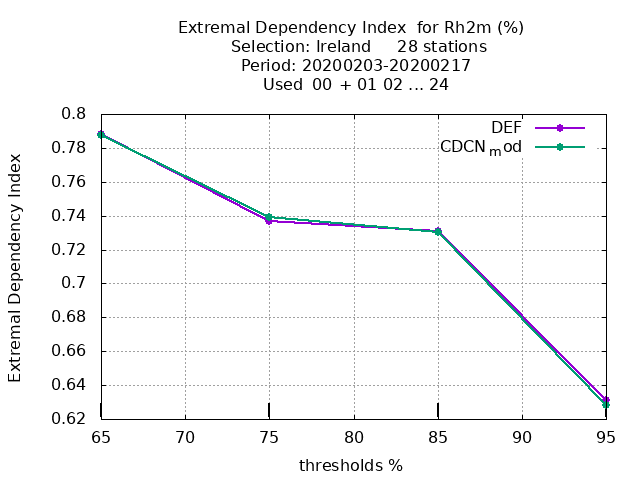 Extremal Dependency Index  for Rh2m (%)
Selection: Ireland     28 stations
Period: 20200203-20200217
Used  00 + 01 02 ... 24
Extremal Dependency Index
0.8
0.78
0.76
0.74
0.72
0.7
0.68
0.66
0.64
0.62
DEF
CDCNmod
65
70
75
80
85
90
95
thresholds %